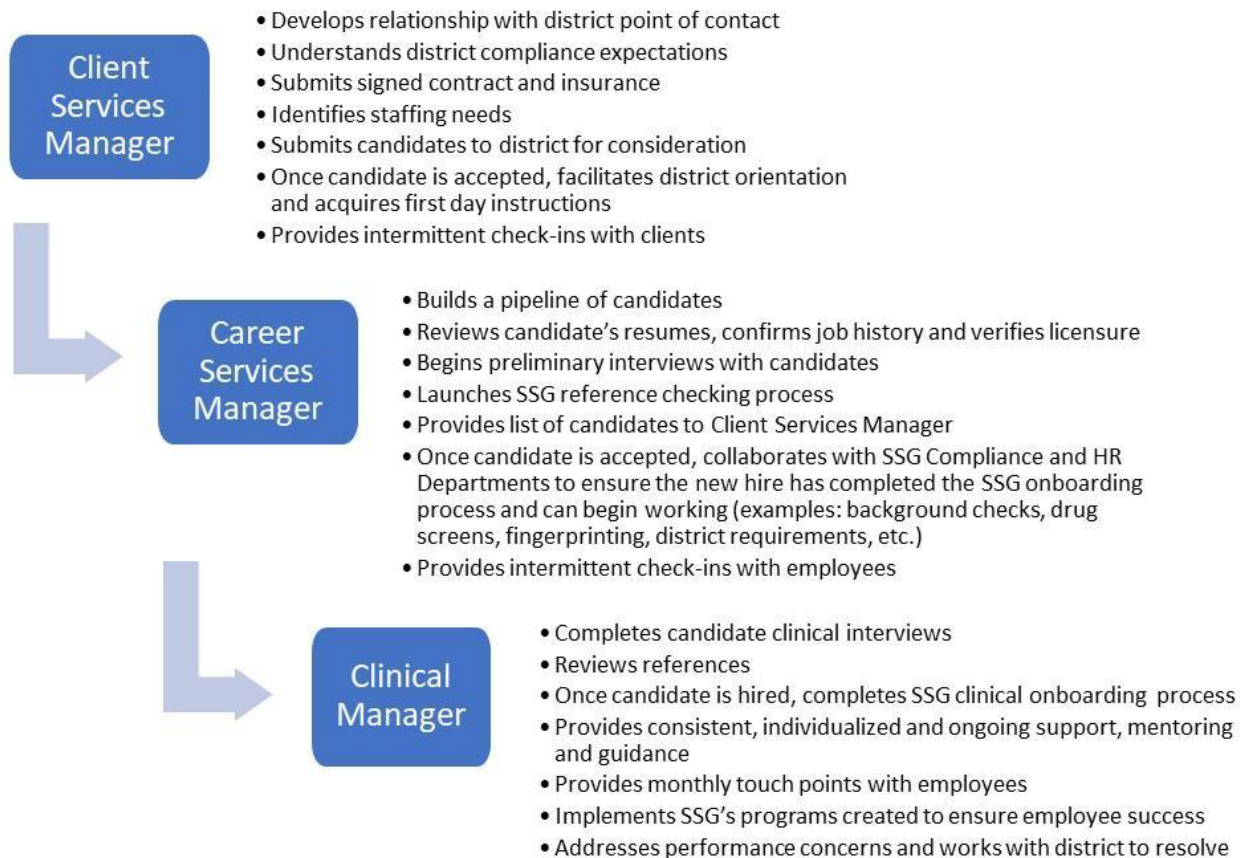 Client
Services
Manager
• Develops relationship with district point of contact
• Understands district compliance expectations
• Submits signed contract and insurance
• Identifies staffing needs
• Submits candidates to district for consideration
• Once candidate is accepted, facilitates district orientation
and acquires first day instructions
• Provides intermittent check-ins with clients
Career
Services
Manager
• Builds a pipeline of candidates
• Reviews candidate's resumes, confirms job history and verifies licensure
• Begins preliminary interviews with candidates
• Launches SSG reference checking process
• Provides list of candidates to Client Services Manager
• Once candidate is accepted, collaborates with SSG Compliance and HR
Departments to ensure the new hire has completed the SSG onboarding
process and can begin working (examples: background checks, drug
screens, fingerprinting, district requirements, etc.)
• Provides intermittent check-ins with employees
Clinical
Manager
• Completes candidate clinical interviews
• Reviews references
• Once candidate is hired, completes SSG clinical onboarding process
• Provides consistent, individualized and ongoing support, mentoring
and guidance
• Provides monthly touch points with employees
• Implements SSG's programs created to ensure employee success
• Addresses performance concerns and works with district to resolve